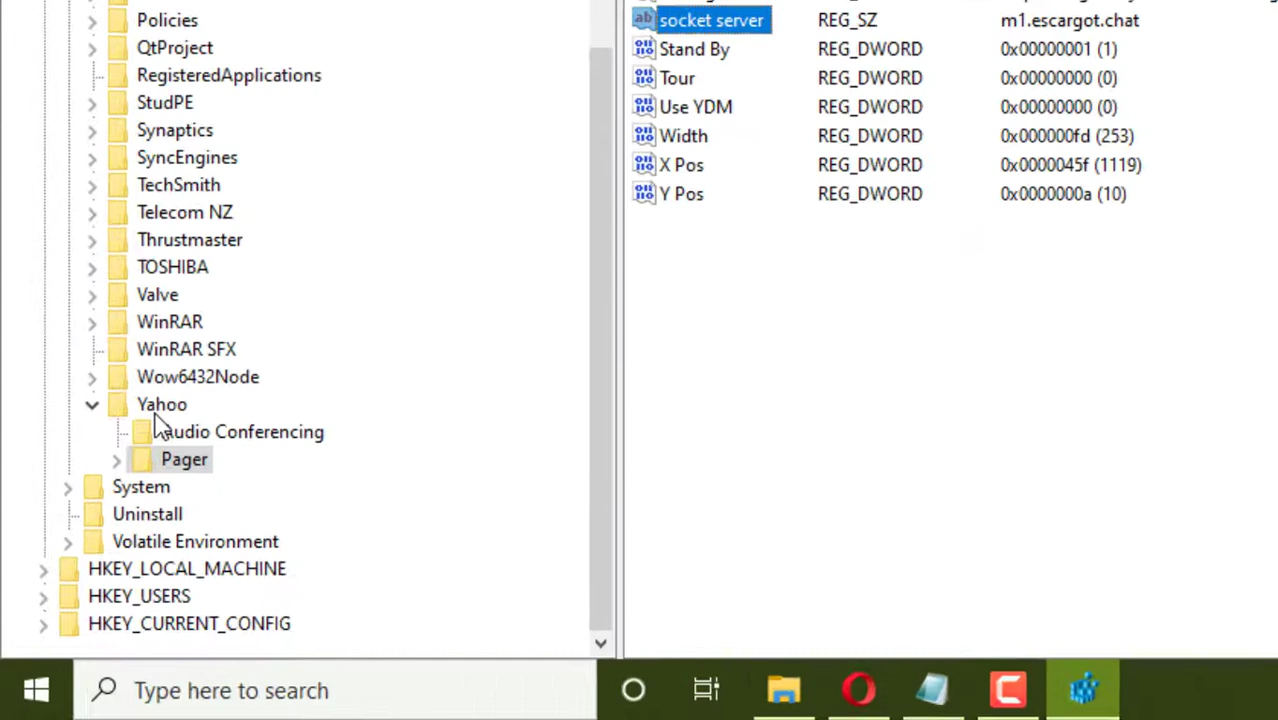 Policies
QtProject
RegisteredApplications
StudPE
Synaptics
SyncEngines
TechSmith
Telecom NZ
Thrustmaster
TOSHIBA
Valve
WinRAR
WinRAR SFX
Wow6432Node
Yahoo
Audio Conferencing
Pager
System
Uninstall
Volatile Environment
HKEY_LOCAL_MACHINE
HKEY_USERS
HKEY_CURRENT_CONFIG
socket server REG_SZ m1.escargot.chat
Stand By REG_DWORD 0x00000001 (1)
Tour REG_DWORD 0x00000000 (0)
Use YDM REG_DWORD 0x00000000 (0)
Width REG_DWORD 0x000000fd (253)
X Pos REG_DWORD 0x0000045f (1119)
Y Pos REG_DWORD 0x0000000a (10)
Type here to search